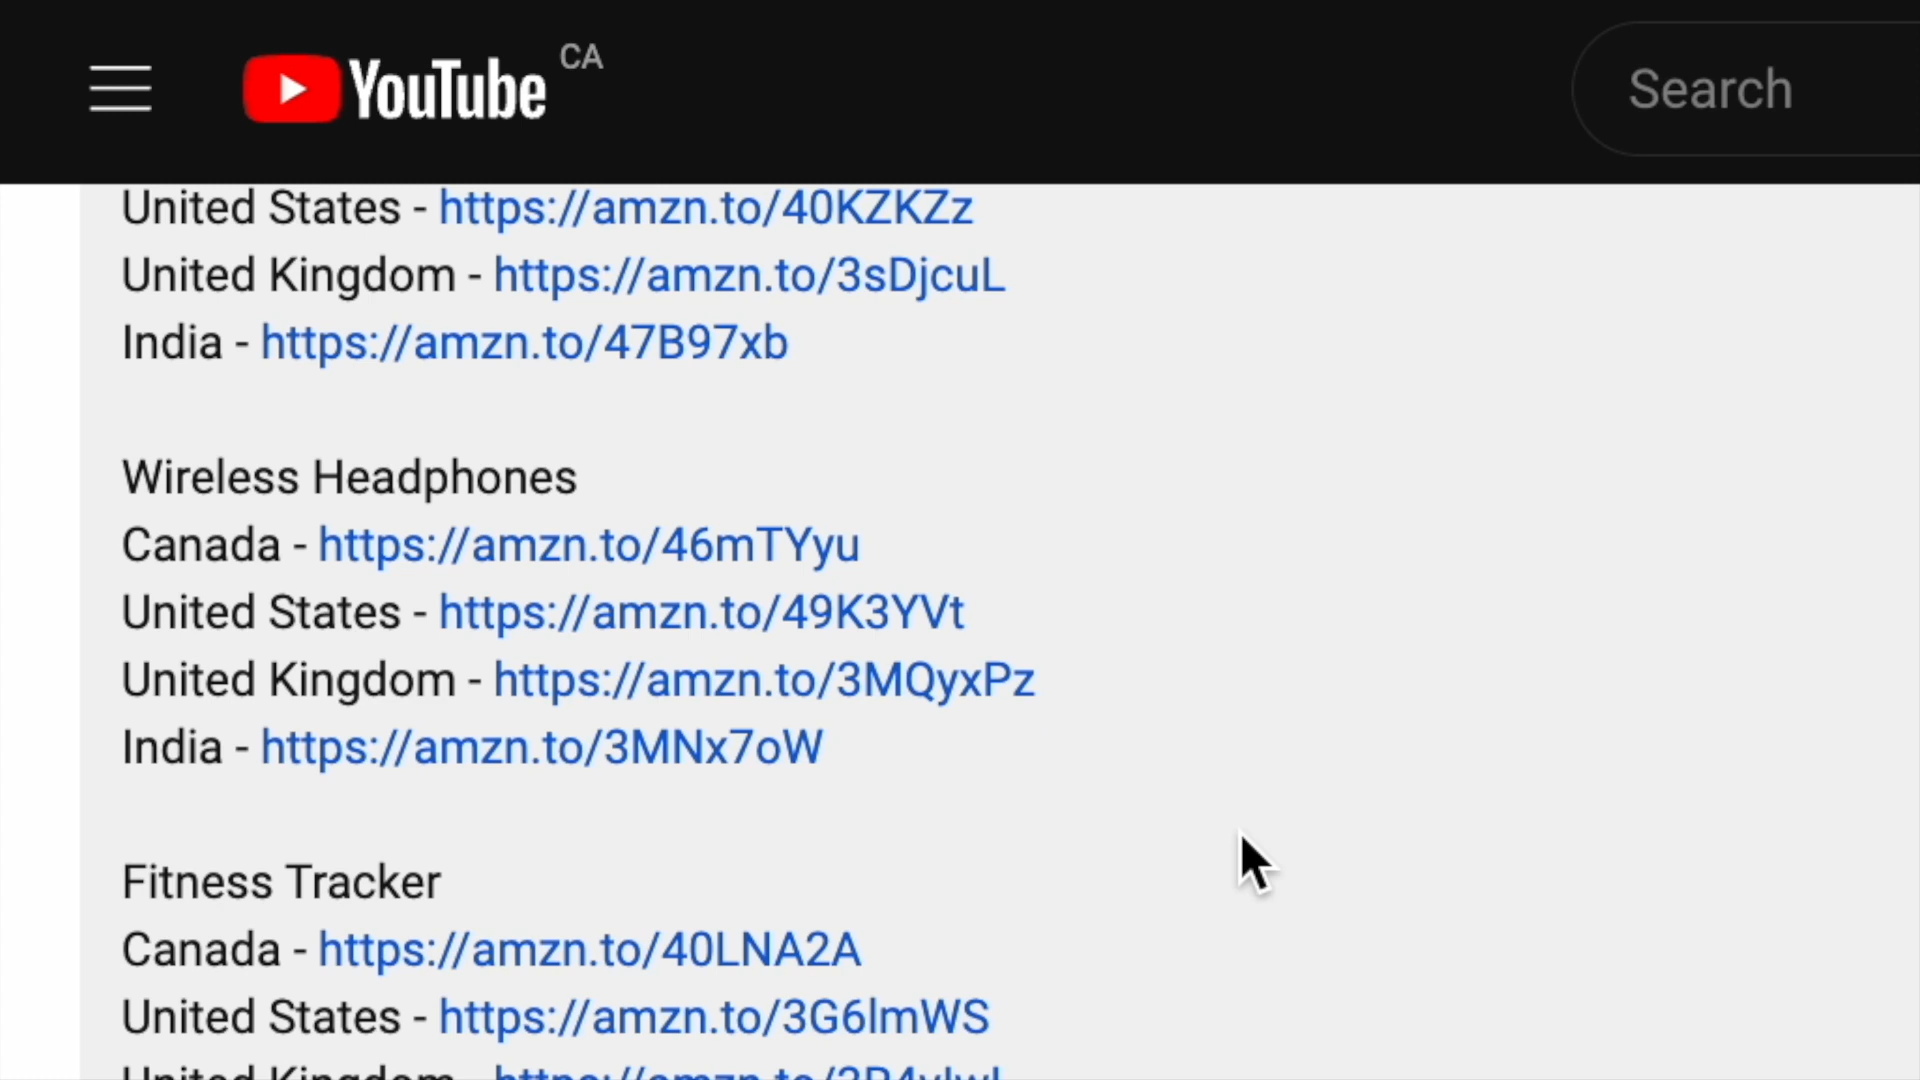 YouTube CA
Search
United States - https://amzn.to/40KZKZz
United Kingdom - https://amzn.to/3sDjcuL
India - https://amzn.to/47B97xb
Wireless Headphones
Canada - https://amzn.to/46mTYyu
United States - https://amzn.to/49K3YVt
United Kingdom - https://amzn.to/3MQyxPz
India - https://amzn.to/3MNx7oW
Fitness Tracker
Canada - https://amzn.to/40LNA2A
United States - https://amzn.to/3G6lmWS
United Kingdom -